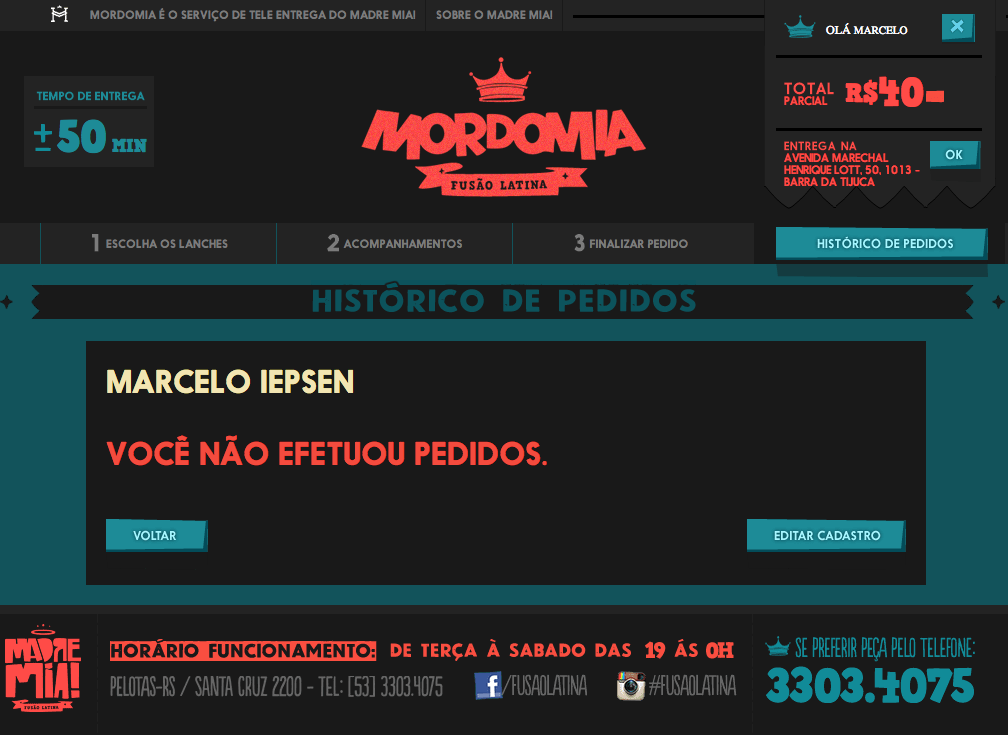 MORDOMIA É O SERVIÇO DE TELE ENTREGA DO MADRE MIA!
SOBRE O MADRE MIA!
OLÁ MARCELO
TEMPO DE ENTREGA
± 50 MIN
MORDOMIA
FUSÃO LATINA
TOTAL
PARCIAL
R$40-
ENTREGA NA
AVENIDA MARECHAL
HENRIQUE LOTT, 50, 1013 -
BARRA DA TIJUCA
OK
1 ESCOLHA OS LANCHES
2 ACOMPANHAMENTOS
3 FINALIZAR PEDIDO
HISTÓRICO DE PEDIDOS
HISTÓRICO DE PEDIDOS
MARCELO IEPSEN
VOCÊ NÃO EFETUOU PEDIDOS.
VOLTAR
EDITAR CADASTRO
MADRE
MIA!
FUSÃO LATINA
HORÁRIO FUNCIONAMENTO: DE TERÇA À SABADO DAS 19 ÁS 0H
PELOTAS-RS / SANTA CRUZ 2200 - TEL: [53] 3303.4075
/FUSAOLATINA
#FUSAOLATINA
SE PREFERIR PEÇA PELO TELEFONE:
3303.4075